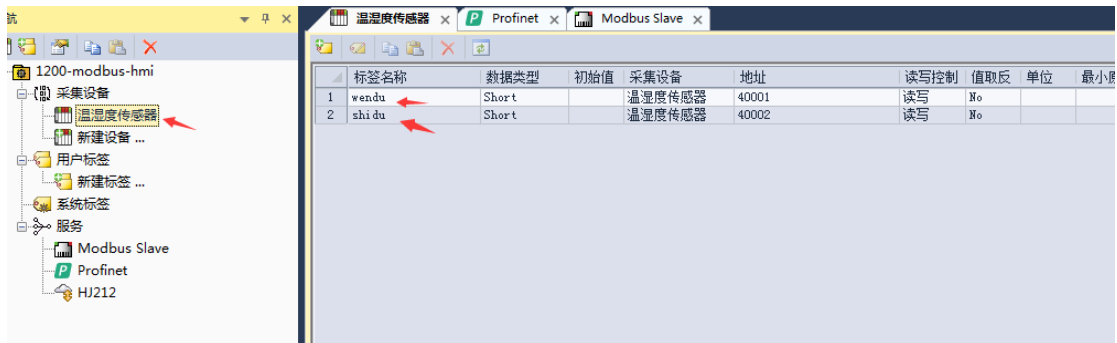 航
温湿度传感器
Profinet
Modbus Slave
1200-modbus-hmi
采集设备
温湿度传感器
新建设备 ...
用户标签
新建标签 ...
系统标签
服务
Modbus Slave
Profinet
HJ212
标签名称 数据类型 初始值 采集设备 地址 读写控制 值取反 单位 最小
1 wendu Short 温湿度传感器 40001 读写 No
2 shidu Short 温湿度传感器 40002 读写 No